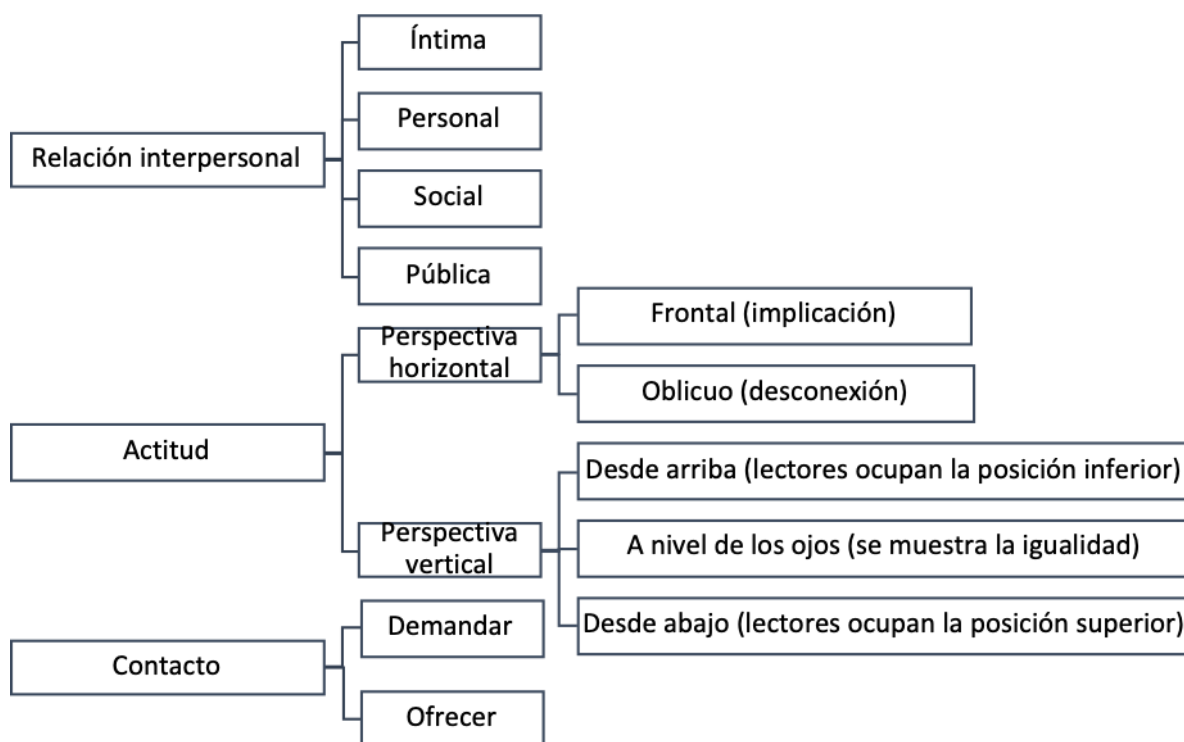 Relación interpersonal
Íntima
Personal
Social
Pública
Actitud
Perspectiva
horizontal
Frontal (implicación)
Oblicuo (desconexión)
Perspectiva
vertical
Desde arriba (lectores ocupan la posición inferior)
A nivel de los ojos (se muestra la igualidad)
Desde abajo (lectores ocupan la posición superior)
Contacto
Demandar
Ofrecer